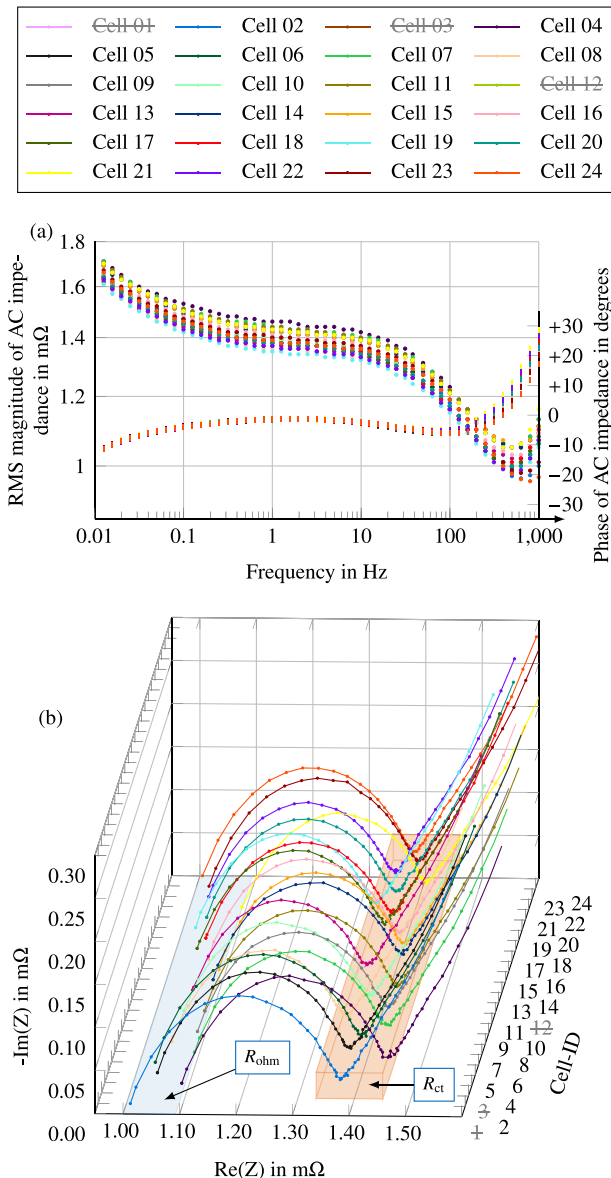 Cell 01 Cell 02 Cell 03 Cell 04
Cell 05 Cell 06 Cell 07 Cell 08
Cell 09 Cell 10 Cell 11 Cell 12
Cell 13 Cell 14 Cell 15 Cell 16
Cell 17 Cell 18 Cell 19 Cell 20
Cell 21 Cell 22 Cell 23 Cell 24
(a)
RMS magnitude of AC impe-
dance in mΩ
1.8
1.6
1.4
1.2
1
+30
+20
+10
0
−10
−20
−30
Phase of AC impedance in degrees
0.01 0.1 1 10 100 1,000
Frequency in Hz
(b)
-Im(Z) in mΩ
0.30
0.25
0.20
0.15
0.10
0.05
0.00
1.00 1.10 1.20 1.30 1.40 1.50
Re(Z) in mΩ
Rohm
Rct
23 24
21 22
19 20
17 18
15 16
13 14
11 12
9 10
7 8
5 6
3 4
1 2
Cell-ID